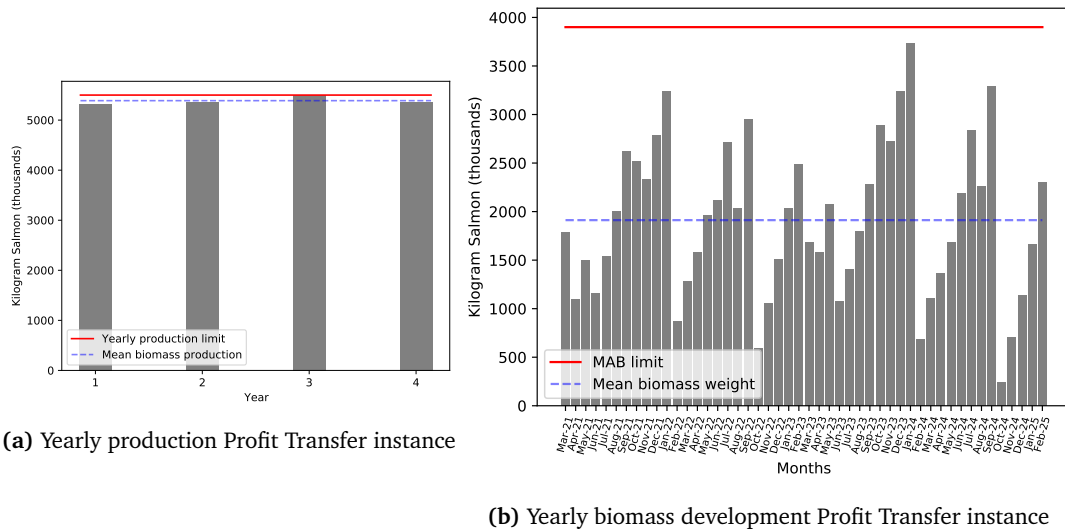 5000
4000
3000
2000
1000
0
Kilogram Salmon (thousands)
Yearly production limit
Mean biomass production
1 2 3 4
Year
(a) Yearly production Profit Transfer instance
4000
3500
3000
2500
2000
1500
1000
500
0
Kilogram Salmon (thousands)
MAB limit
Mean biomass weight
Mar-21
Apr-21
May-21
Jun-21
Jul-21
Aug-21
Sep-21
Oct-21
Nov-21
Dec-21
Jan-22
Feb-22
Mar-22
Apr-22
May-22
Jun-22
Jul-22
Aug-22
Sep-22
Oct-22
Nov-22
Dec-22
Jan-23
Feb-23
Mar-23
Apr-23
May-23
Jun-23
Jul-23
Aug-23
Sep-23
Oct-23
Nov-23
Dec-23
Jan-24
Feb-24
Mar-24
Apr-24
May-24
Jun-24
Jul-24
Aug-24
Sep-24
Oct-24
Nov-24
Dec-24
Jan-25
Feb-25
Months
(b) Yearly biomass development Profit Transfer instance